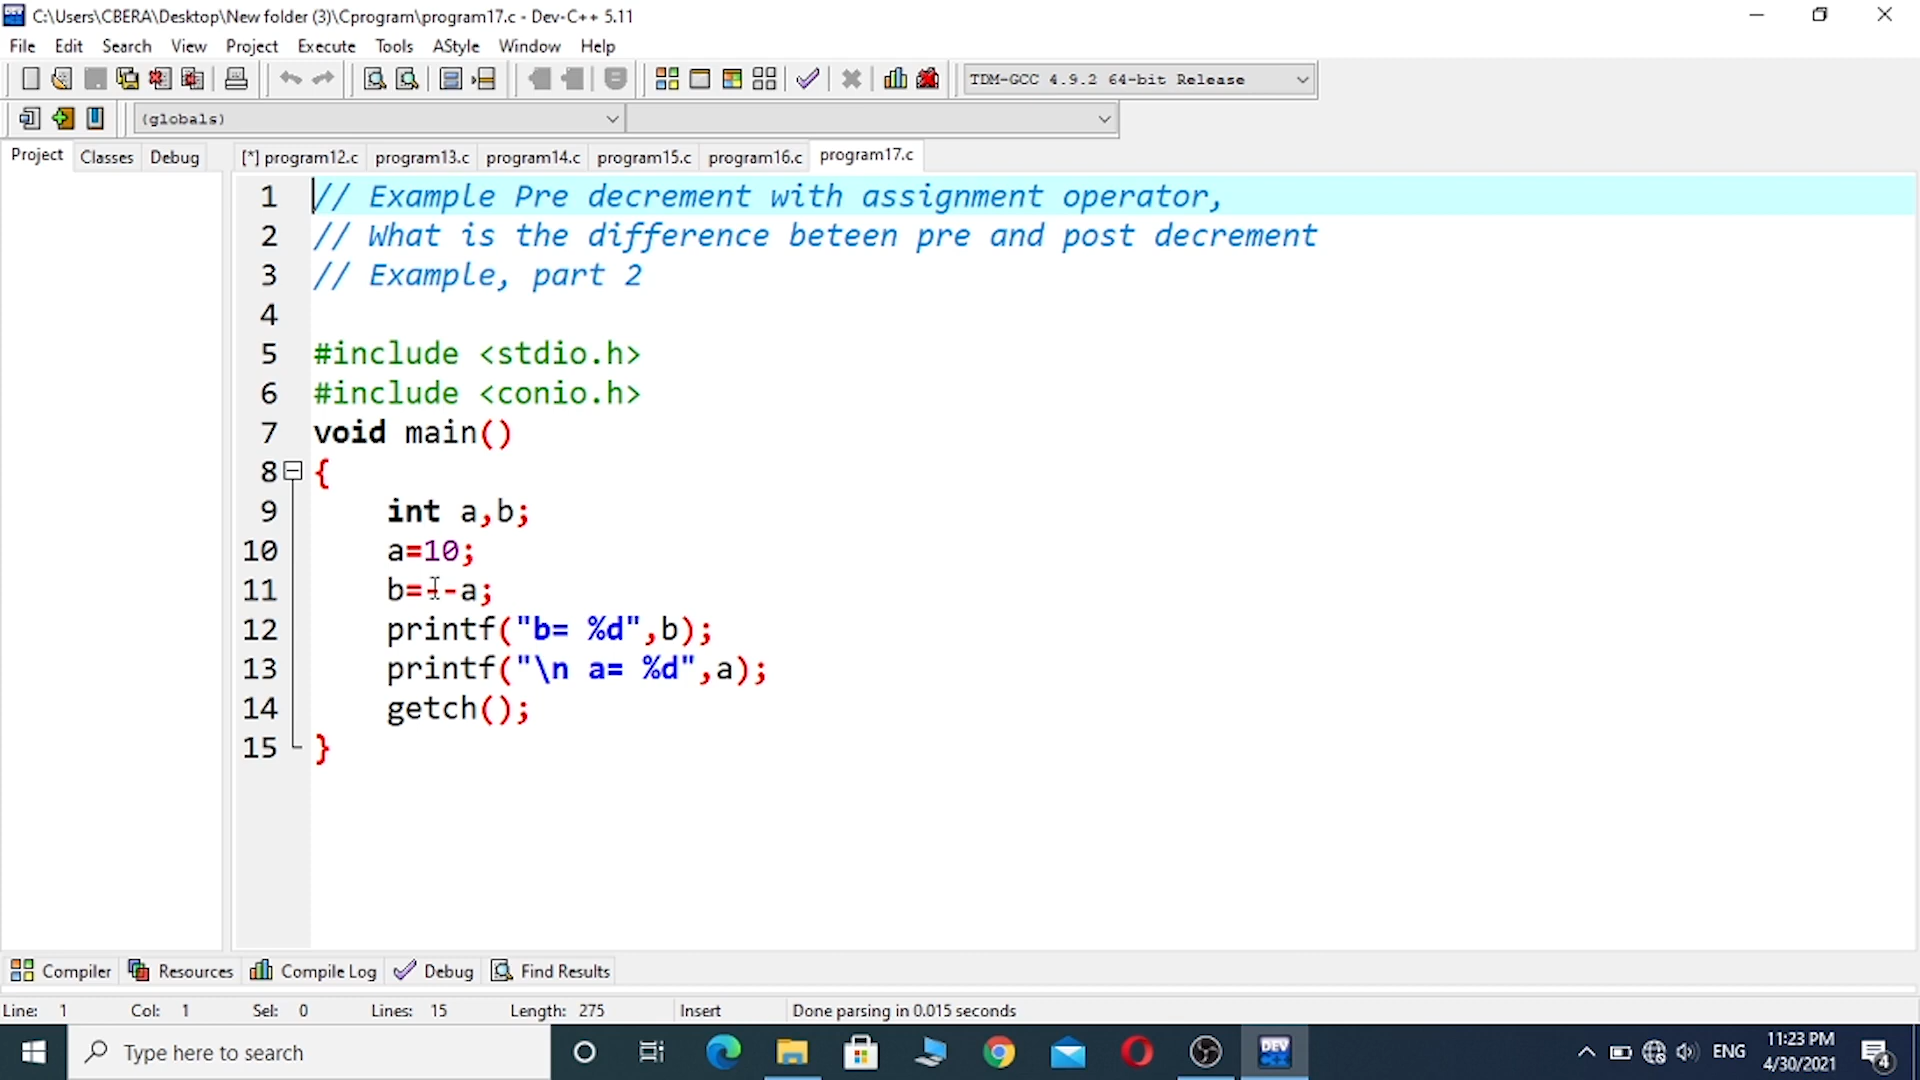 C:\Users\CBERA\Desktop\New folder (3)\Cprogram\program17.c - Dev-C++ 5.11
File Edit Search View Project Execute Tools AStyle Window Help
TDM-GCC 4.9.2 64-bit Release
(globals)
Project Classes Debug [*] program12.c program13.c program14.c program15.c program16.c program17.c
1 // Example Pre decrement with assignment operator,
2 // What is the difference beteen pre and post decrement
3 // Example, part 2
4
5 #include <stdio.h>
6 #include <conio.h>
7 void main()
8 {
9 int a,b;
10 a=10;
11 b=--a;
12 printf("b= %d",b);
13 printf("\n a= %d",a);
14 getch();
15 }
Compiler Resources Compile Log Debug Find Results
Line: 1 Col: 1 Sel: 0 Lines: 15 Length: 275 Insert Done parsing in 0.015 seconds
Type here to search
DEV
ENG
11:23 PM
4/30/2021
4